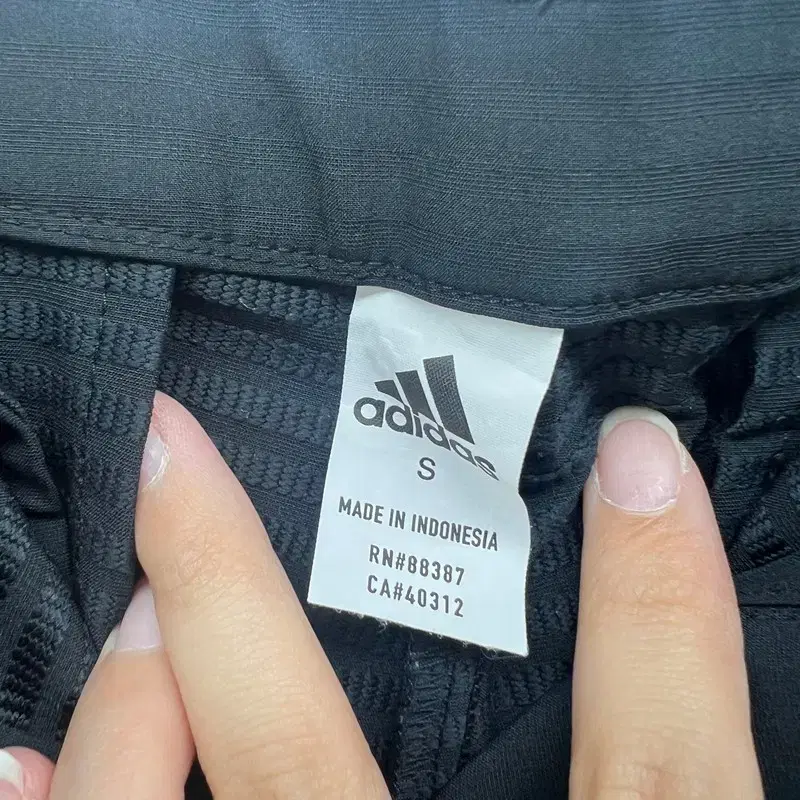 adidas
S
MADE IN INDONESIA
RN#88387
CA#40312